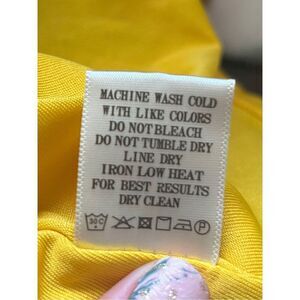 MACHINE WASH COLD
WITH LIKE COLORS
DO NOT BLEACH
DO NOT TUMBLE DRY
LINE DRY
IRON LOW HEAT
FOR BEST RESULTS
DRY CLEAN
30C P